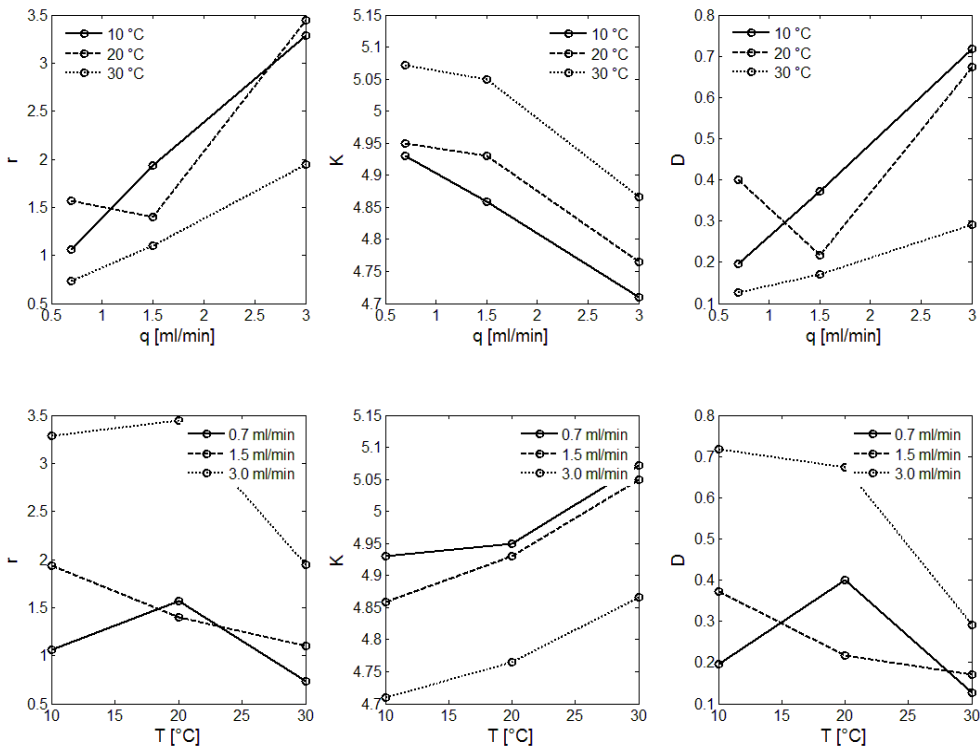 r
3.5
3
2.5
2
1.5
1
0.5
10 °C
20 °C
30 °C
0.5 1 1.5 2 2.5 3
q [ml/min]
K
5.15
5.1
5.05
5
4.95
4.9
4.85
4.8
4.75
4.7
10 °C
20 °C
30 °C
0.5 1 1.5 2 2.5 3
q [ml/min]
D
0.8
0.7
0.6
0.5
0.4
0.3
0.2
0.1
10 °C
20 °C
30 °C
0.5 1 1.5 2 2.5 3
q [ml/min]
r
3.5
3
2.5
2
1.5
1
0.5
0.7 ml/min
1.5 ml/min
3.0 ml/min
10 15 20 25 30
T [°C]
K
5.15
5.1
5.05
5
4.95
4.9
4.85
4.8
4.75
4.7
0.7 ml/min
1.5 ml/min
3.0 ml/min
10 15 20 25 30
T [°C]
D
0.8
0.7
0.6
0.5
0.4
0.3
0.2
0.1
0.7 ml/min
1.5 ml/min
3.0 ml/min
10 15 20 25 30
T [°C]